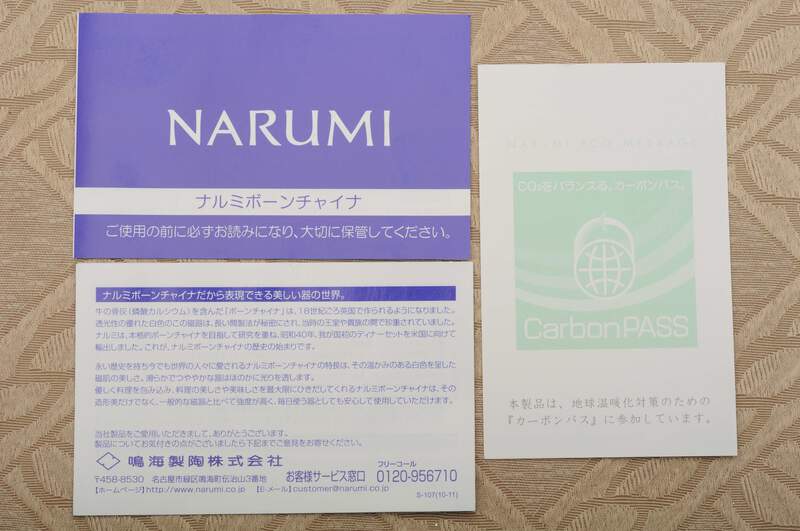 NARUMI
ナルミボーンチャイナ
ご使用の前に必ずお読みになり、大切に保管してください。
ナルミボーンチャイナだから表現できる美しい器の世界。
牛の骨灰(燐酸カルシウム)を含んだ「ボーンチャイナ」は、18世紀ごろ英国で作られるようになりました。
透光性の優れた白色のこの磁器は、長い間製法が秘密にされ、当時の王室や貴族の間で珍重されていました。
ナルミは、本格的ボーンチャイナを目指して研究を重ね、昭和40年、我が国初のディナーセットを米国に向けて
輸出しました。これが、ナルミボーンチャイナの歴史の始まりです。
永い歴史を持ち今でも世界の人々に愛されるナルミボーンチャイナの特長は、その温かみのある白色を呈した
磁肌の美しさ。滑らかでつややかな器はほのかに光りを透します。
優しく料理を包み込み、料理の美しさや美味しさを最大限にひきだしてくれるナルミボーンチャイナは、その
造形美だけでなく、一般的な磁器と比べて強度が高く、毎日使う器としても安心して使用していただけます。
当社製品をご愛用いただきまして、ありがとうございます。
製品についてお気付きの点がございましたら下記までご意見をお寄せください。
鳴海製陶株式会社
〒458-8530 名古屋市緑区鳴海町伝治山3番地
お客様サービス窓口 フリーコール 0120-956710
【ホームページ】http://www.narumi.co.jp 【Eメール】customer@narumi.co.jp
S-107(10-11)
NARUMI ECO MESSAGE
CO₂をバランスする。カーボンパス。
CarbonPASS
本製品は、地球温暖化対策のための
『カーボンパス』に参加しています。